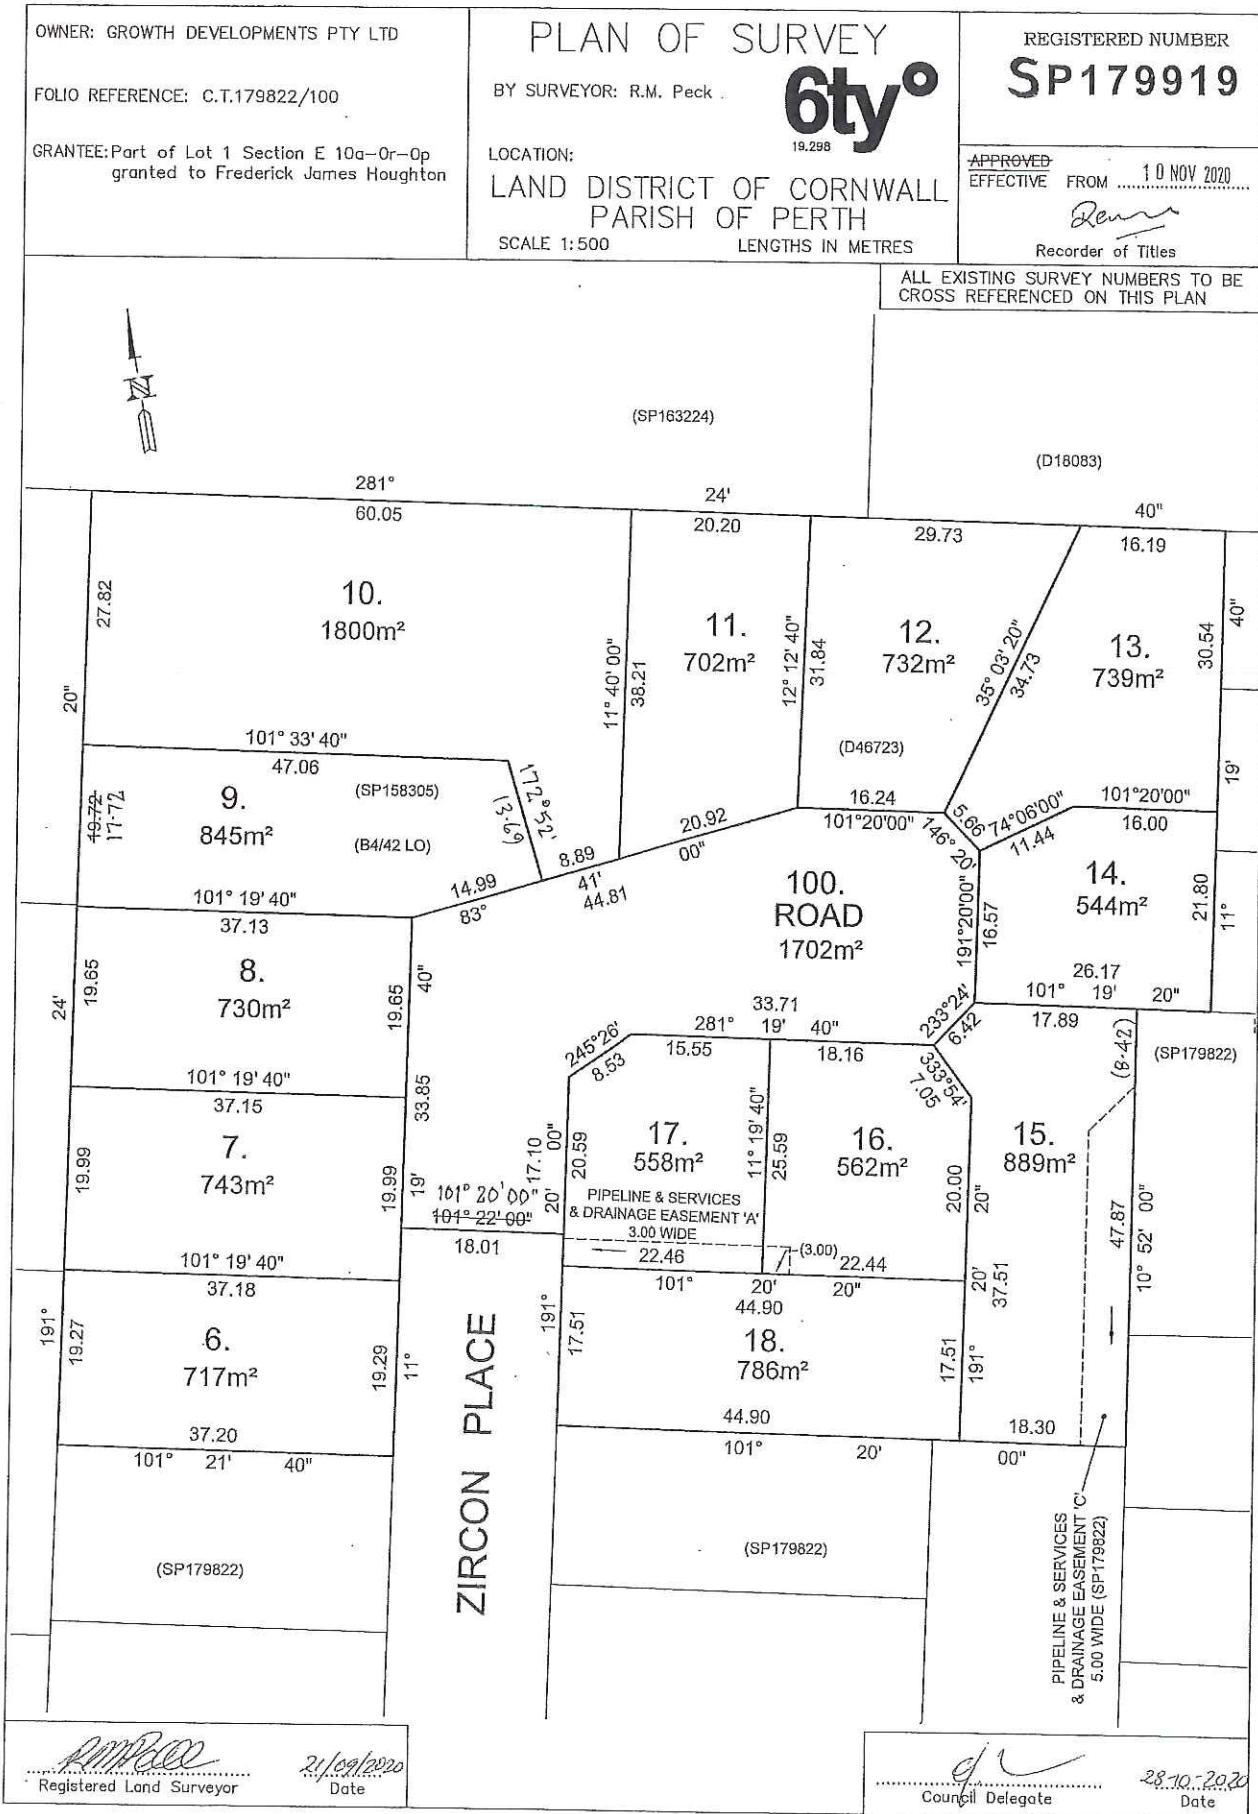 OWNER: GROWTH DEVELOPMENTS PTY LTD
FOLIO REFERENCE: C.T.179822/100
GRANTEE: Part of Lot 1 Section E 10a-0r-0p
granted to Frederick James Houghton
PLAN OF SURVEY
BY SURVEYOR: R.M. Peck
6ty°
19.298
LOCATION:
LAND DISTRICT OF CORNWALL
PARISH OF PERTH
SCALE 1:500 LENGTHS IN METRES
REGISTERED NUMBER
SP179919
APPROVED
EFFECTIVE FROM 10 NOV 2020
Recorder of Titles
ALL EXISTING SURVEY NUMBERS TO BE
CROSS REFERENCED ON THIS PLAN
N
(SP163224)
(D18083)
281° 24' 40"
60.05
20.20
29.73
16.19
27.82
20"
10.
1800m²
11° 40' 00"
38.21
11.
702m²
12° 12' 40"
31.84
12.
732m²
(D46723)
35° 03' 20"
34.73
13.
739m²
30.54
40"
19'
101° 33' 40"
47.06
19.72
17.72
9.
845m²
(SP158305)
(B4/42 LO)
172° 52'
13.69
14.99
8.89
20.92
83° 41' 00"
44.81
16.24
101°20'00"
5.66
146° 20'
74°06'00"
11.44
101°20'00"
16.00
100.
ROAD
1702m²
191°20'00"
16.57
14.
544m²
21.80
11°
26.17
101° 19' 20"
101° 19' 40"
37.13
19.65
24'
8.
730m²
19.65
40"
33.71
281° 19' 40"
15.55
18.16
245°26'
8.53
233°24'
6.42
333°54'
7.05
17.89
(8.42)
(SP179822)
101° 19' 40"
37.15
33.85
19.99
7.
743m²
19.99
19'
17.10
00"
20'
20.59
17.
558m²
11° 19' 40"
25.59
16.
562m²
20.00
20"
15.
889m²
47.87
10° 52' 00"
101° 20' 00"
101° 22' 00"
18.01
PIPELINE & SERVICES
& DRAINAGE EASEMENT 'A'
3.00 WIDE
22.46
(3.00)
22.44
101° 20' 20"
44.90
20'
37.51
101° 19' 40"
37.18
191°
19.27
6.
717m²
19.29
11°
191°
17.51
18.
786m²
17.51
191°
44.90
18.30
101° 20' 00"
37.20
101° 21' 40"
ZIRCON PLACE
(SP179822)
(SP179822)
PIPELINE & SERVICES
& DRAINAGE EASEMENT 'C'
5.00 WIDE (SP179822)
21/09/2020
Registered Land Surveyor Date
28-10-2020
Council Delegate Date